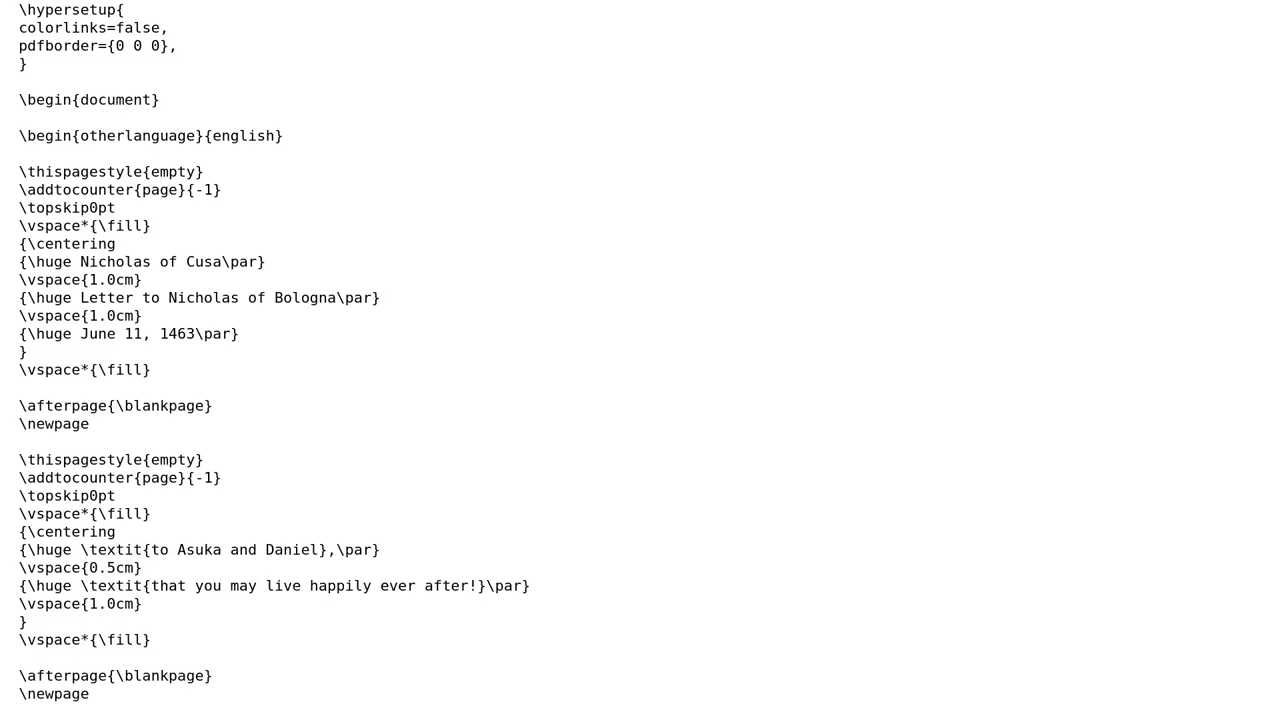 \hypersetup{
colorlinks=false,
pdfborder={0 0 0},
}

\begin{document}

\begin{otherlanguage}{english}

\thispagestyle{empty}
\addtocounter{page}{-1}
\topskip0pt
\vspace*{\fill}
{\centering
{\huge Nicholas of Cusa\par}
\vspace{1.0cm}
{\huge Letter to Nicholas of Bologna\par}
\vspace{1.0cm}
{\huge June 11, 1463\par}
}
\vspace*{\fill}

\afterpage{\blankpage}
\newpage

\thispagestyle{empty}
\addtocounter{page}{-1}
\topskip0pt
\vspace*{\fill}
{\centering
{\huge \textit{to Asuka and Daniel},\par}
\vspace{0.5cm}
{\huge \textit{that you may live happily ever after!}\par}
\vspace{1.0cm}
}
\vspace*{\fill}

\afterpage{\blankpage}
\newpage